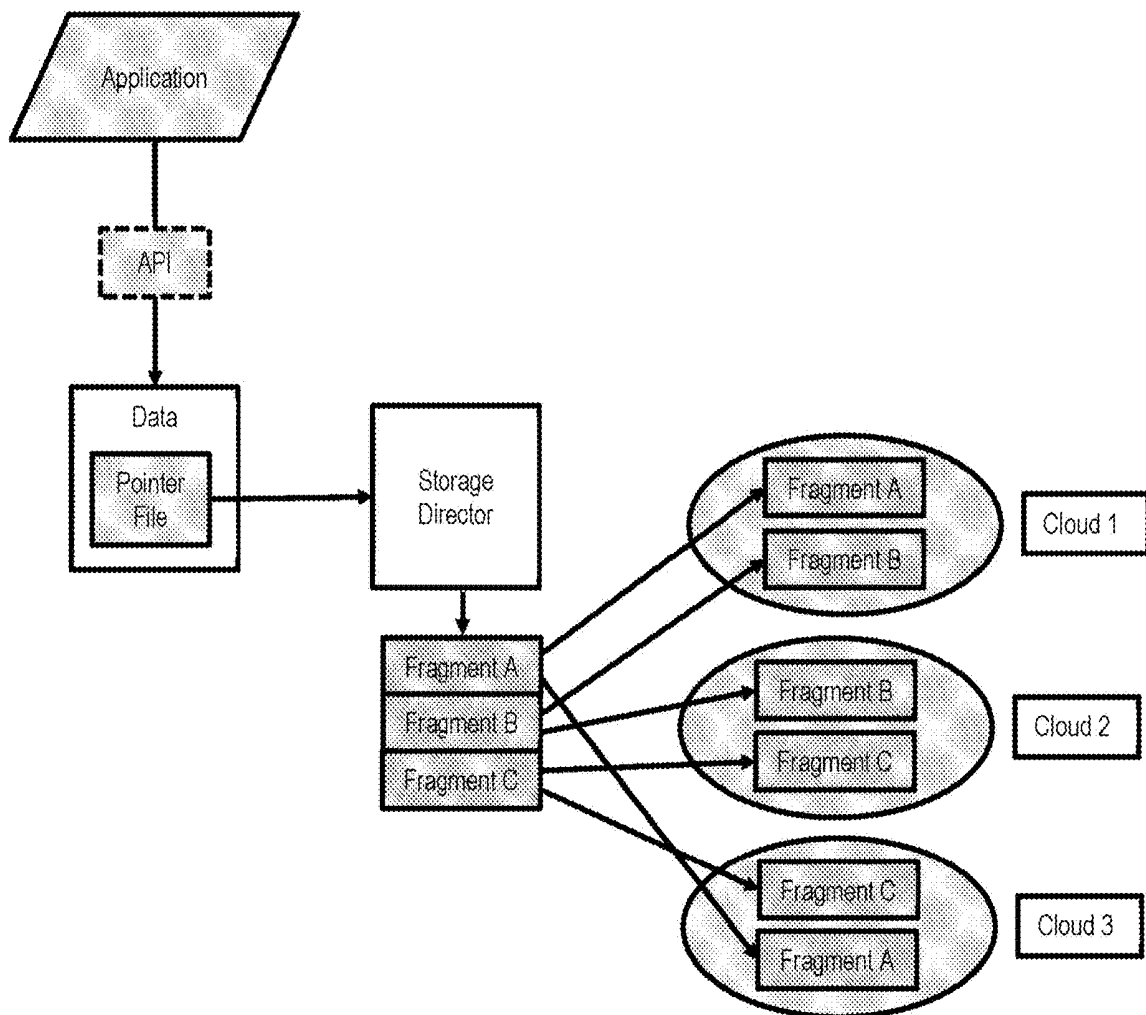 Application
API
Data
Pointer
File
Storage
Director
Fragment A
Fragment B
Fragment C
Fragment A
Fragment B
Cloud 1
Fragment B
Fragment C
Cloud 2
Fragment C
Fragment A
Cloud 3